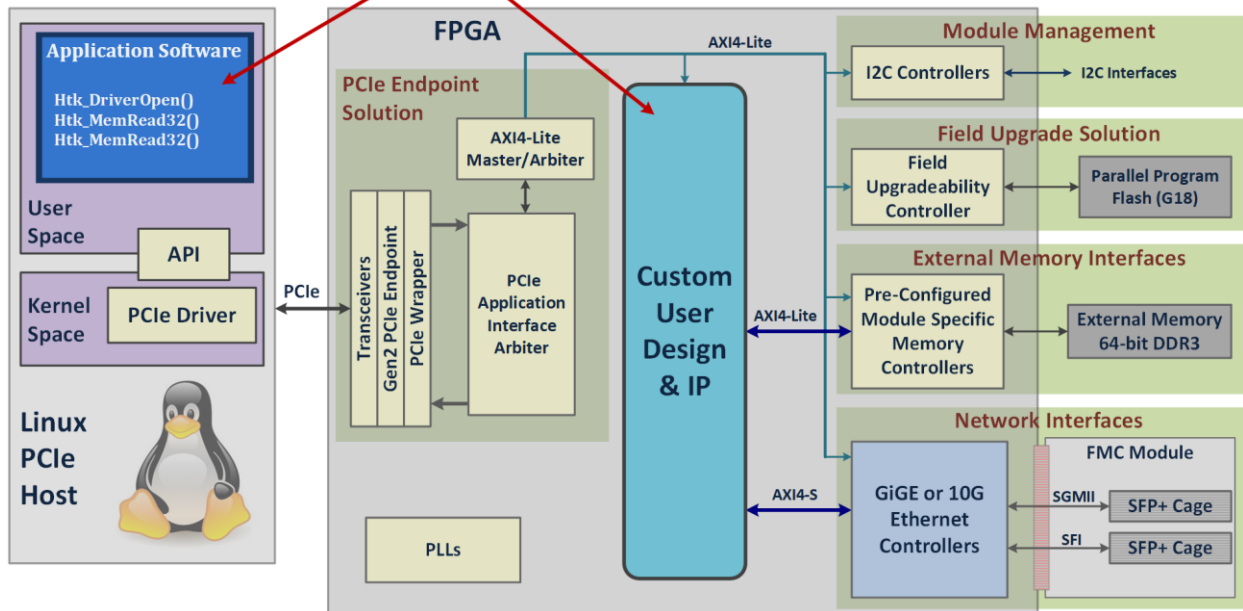 Application Software
Htk_DriverOpen()
Htk_MemRead32()
Htk_MemRead32()
User
Space
API
Kernel
Space
PCIe Driver
Linux
PCIe
Host
PCIe
FPGA
PCIe Endpoint
Solution
AXI4-Lite
Master/Arbiter
Transceivers
Gen2 PCIe Endpoint
PCIe Wrapper
PCIe
Application
Interface
Arbiter
PLLs
AXI4-Lite
Custom
User
Design
& IP
AXI4-Lite
AXI4-S
Module Management
I2C Controllers
I2C Interfaces
Field Upgrade Solution
Field
Upgradeability
Controller
Parallel Program
Flash (G18)
External Memory Interfaces
Pre-Configured
Module Specific
Memory
Controllers
External Memory
64-bit DDR3
Network Interfaces
GiGE or 10G
Ethernet
Controllers
FMC Module
SGMII
SFP+ Cage
SFI
SFP+ Cage